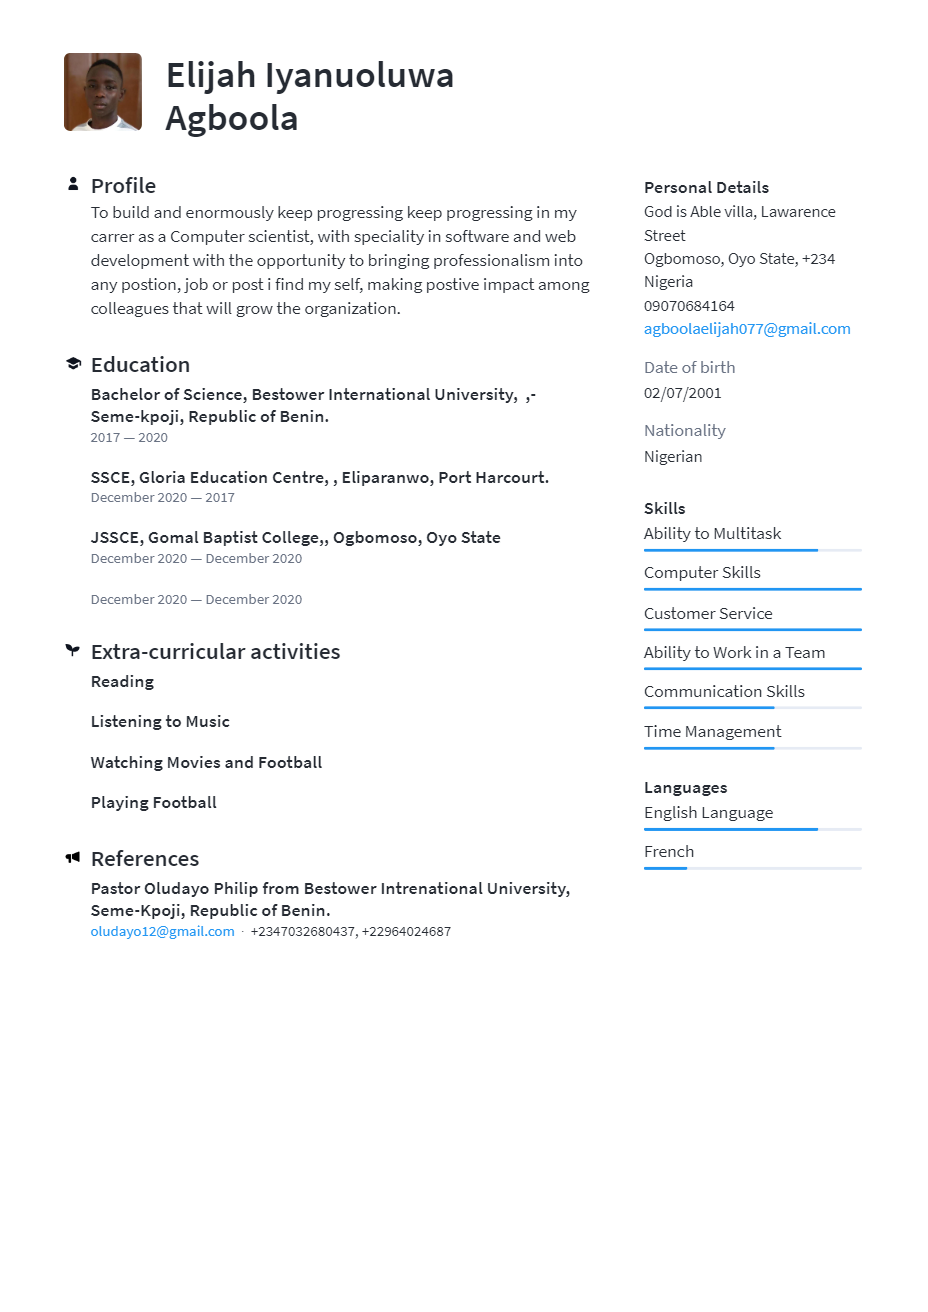 Elijah Iyanuoluwa
Agboola
Profile
To build and enormously keep progressing keep progressing in my
carrer as a Computer scientist, with speciality in software and web
development with the opportunity to bringing professionalism into
any postion, job or post i find my self, making postive impact among
colleagues that will grow the organization.
Education
Bachelor of Science, Bestower International University,  ,-
Seme-kpoji, Republic of Benin.
2017 — 2020
SSCE, Gloria Education Centre, , Eliparanwo, Port Harcourt.
December 2020 — 2017
JSSCE, Gomal Baptist College,, Ogbomoso, Oyo State
December 2020 — December 2020
December 2020 — December 2020
Extra-curricular activities
Reading
Listening to Music
Watching Movies and Football
Playing Football
References
Pastor Oludayo Philip from Bestower Intrenational University,
Seme-Kpoji, Republic of Benin.
oludayo12@gmail.com · +2347032680437, +22964024687
Personal Details
God is Able villa, Lawarence
Street
Ogbomoso, Oyo State, +234
Nigeria
09070684164
agboolaelijah077@gmail.com
Date of birth
02/07/2001
Nationality
Nigerian
Skills
Ability to Multitask
Computer Skills
Customer Service
Ability to Work in a Team
Communication Skills
Time Management
Languages
English Language
French